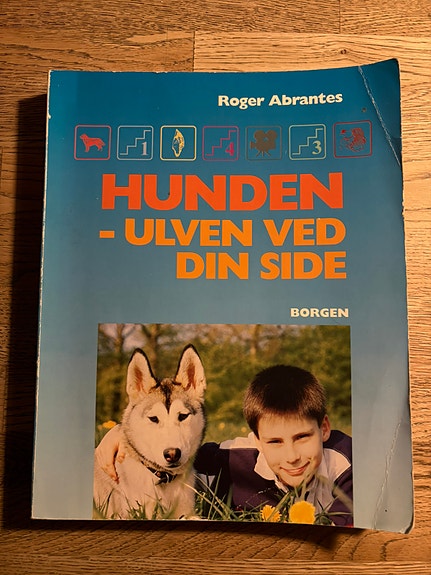 Roger Abrantes
1
4
3
HUNDEN
- ULVEN VED
DIN SIDE
BORGEN